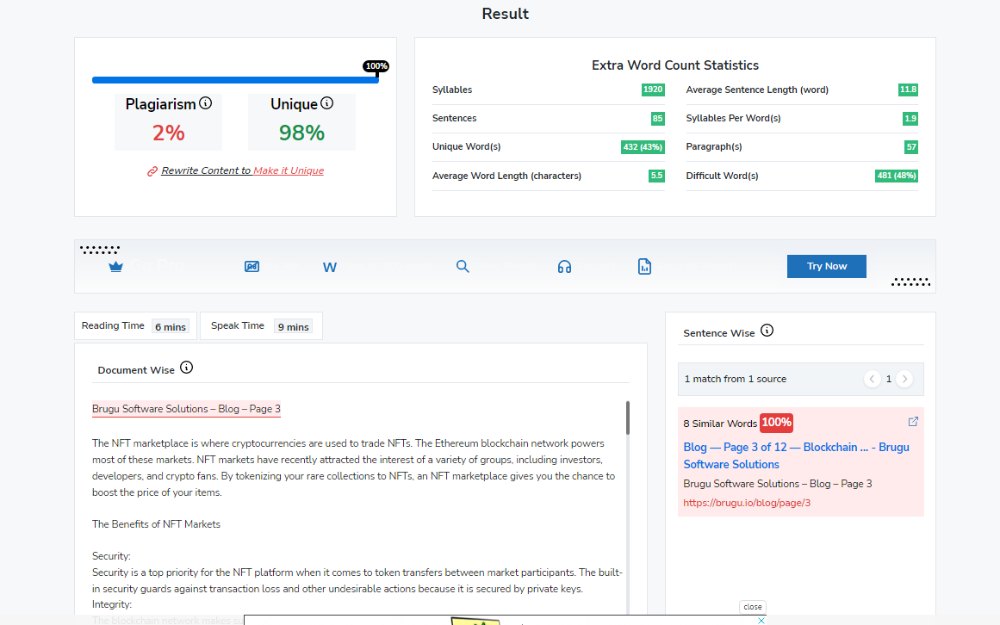 Result
100%
Plagiarism
2%
Unique
98%
Rewrite Content to Make it Unique
Extra Word Count Statistics
Syllables 1920
Average Sentence Length (word) 11.8
Sentences 85
Syllables Per Word(s) 1.9
Unique Word(s) 432 (43%)
Paragraph(s) 57
Average Word Length (characters) 5.5
Difficult Word(s) 481 (48%)
W
Try Now
Reading Time 6 mins
Speak Time 9 mins
Document Wise
Brugu Software Solutions – Blog – Page 3
The NFT marketplace is where cryptocurrencies are used to trade NFTs. The Ethereum blockchain network powers
most of these markets. NFT markets have recently attracted the interest of a variety of groups, including investors,
developers, and crypto fans. By tokenizing your rare collections to NFTs, an NFT marketplace gives you the chance to
boost the price of your items.
The Benefits of NFT Markets
Security:
Security is a top priority for the NFT platform when it comes to token transfers between market participants. The built-
in security guards against transaction loss and other undesirable actions because it is secured by private keys.
Integrity:
The blockchain network makes su
Sentence Wise
1 match from 1 source
1
8 Similar Words 100%
Blog — Page 3 of 12 — Blockchain ... - Brugu
Software Solutions
Brugu Software Solutions – Blog – Page 3
https://brugu.io/blog/page/3
close